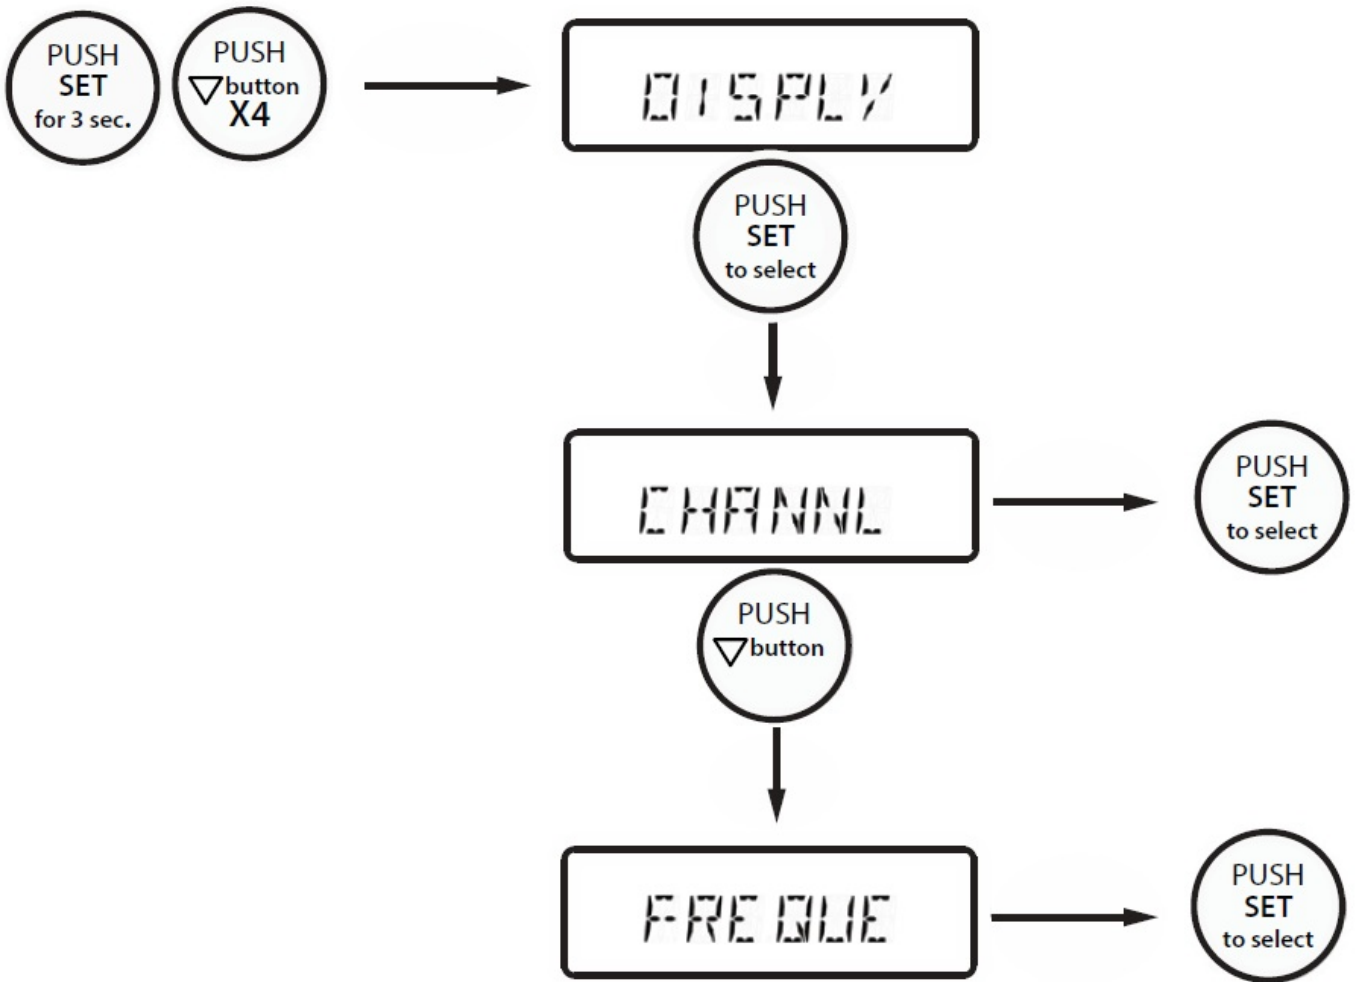 PUSH
SET
for 3 sec.
PUSH
▽ button
X4
DISPLY
PUSH
SET
to select
CHANNL
PUSH
SET
to select
PUSH
▽ button
FREQUE
PUSH
SET
to select